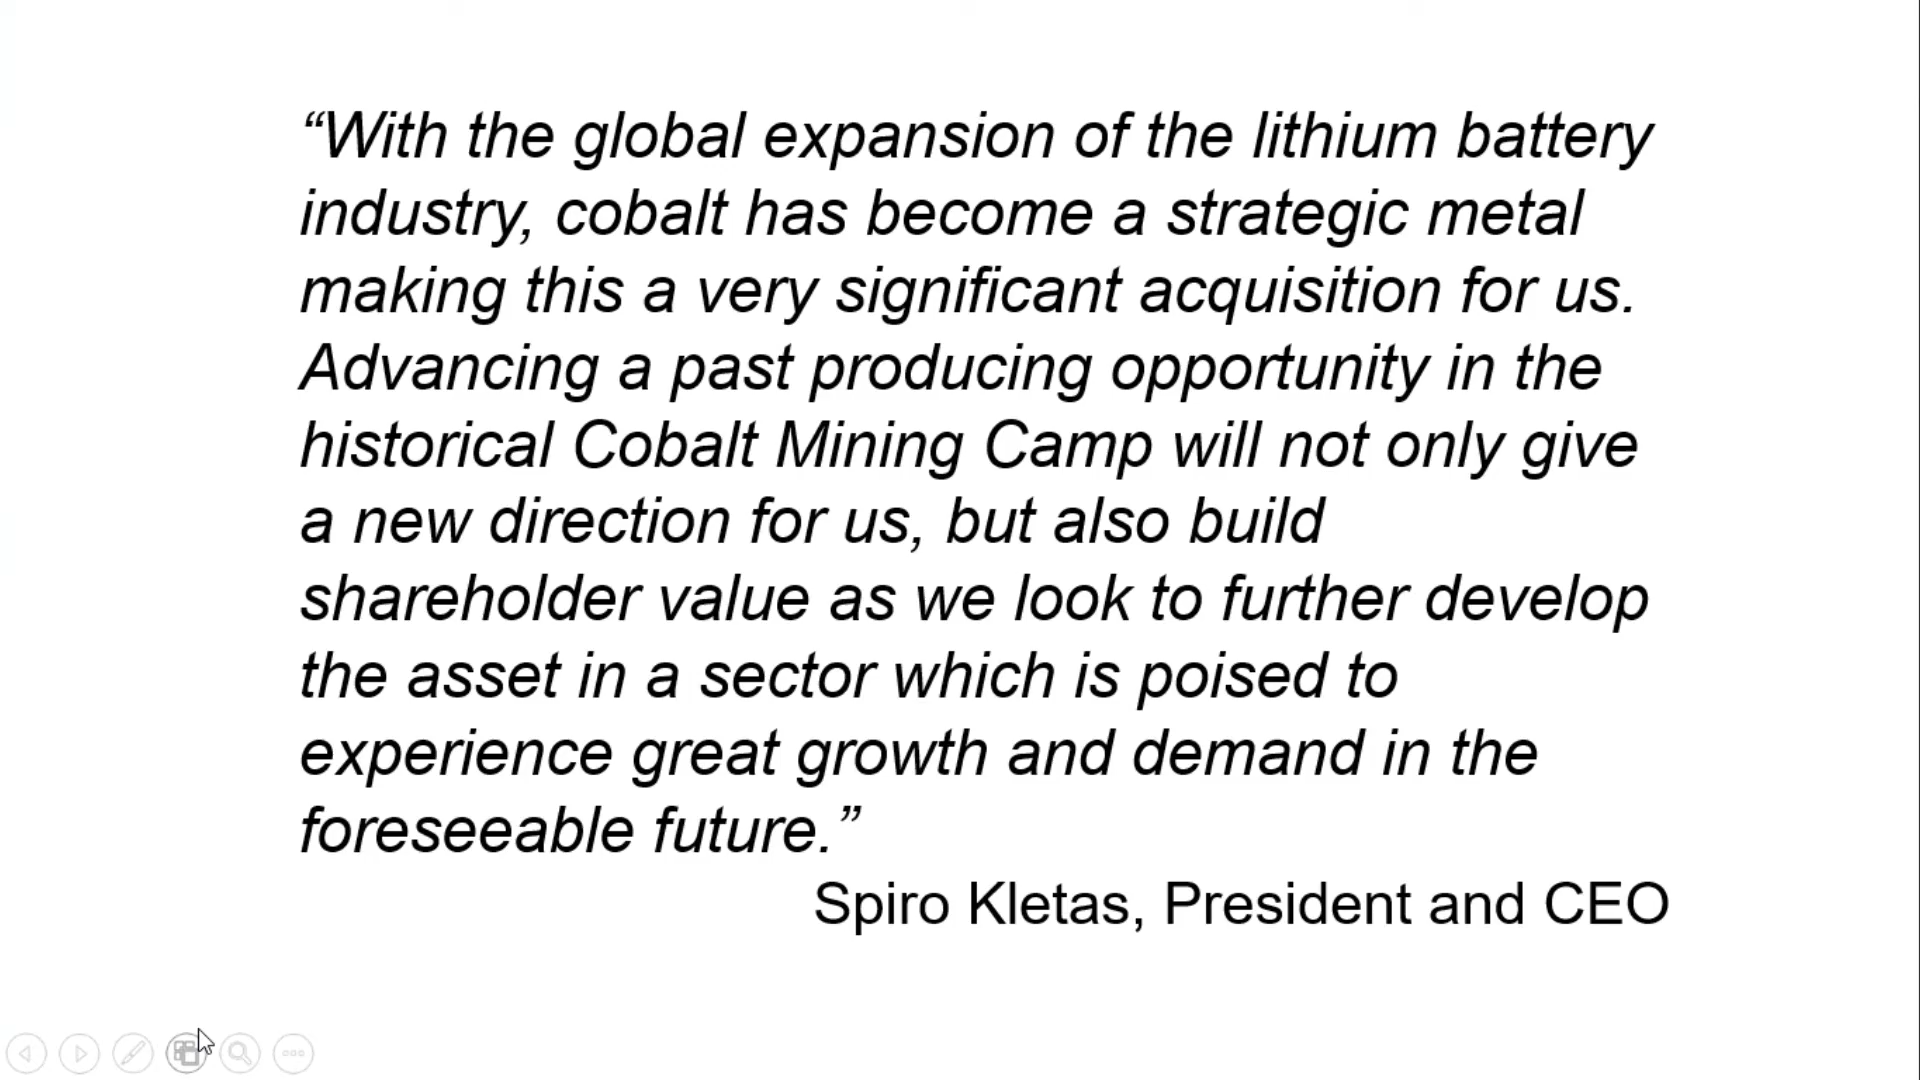 “With the global expansion of the lithium battery
industry, cobalt has become a strategic metal
making this a very significant acquisition for us.
Advancing a past producing opportunity in the
historical Cobalt Mining Camp will not only give
a new direction for us, but also build
shareholder value as we look to further develop
the asset in a sector which is poised to
experience great growth and demand in the
foreseeable future.”
Spiro Kletas, President and CEO